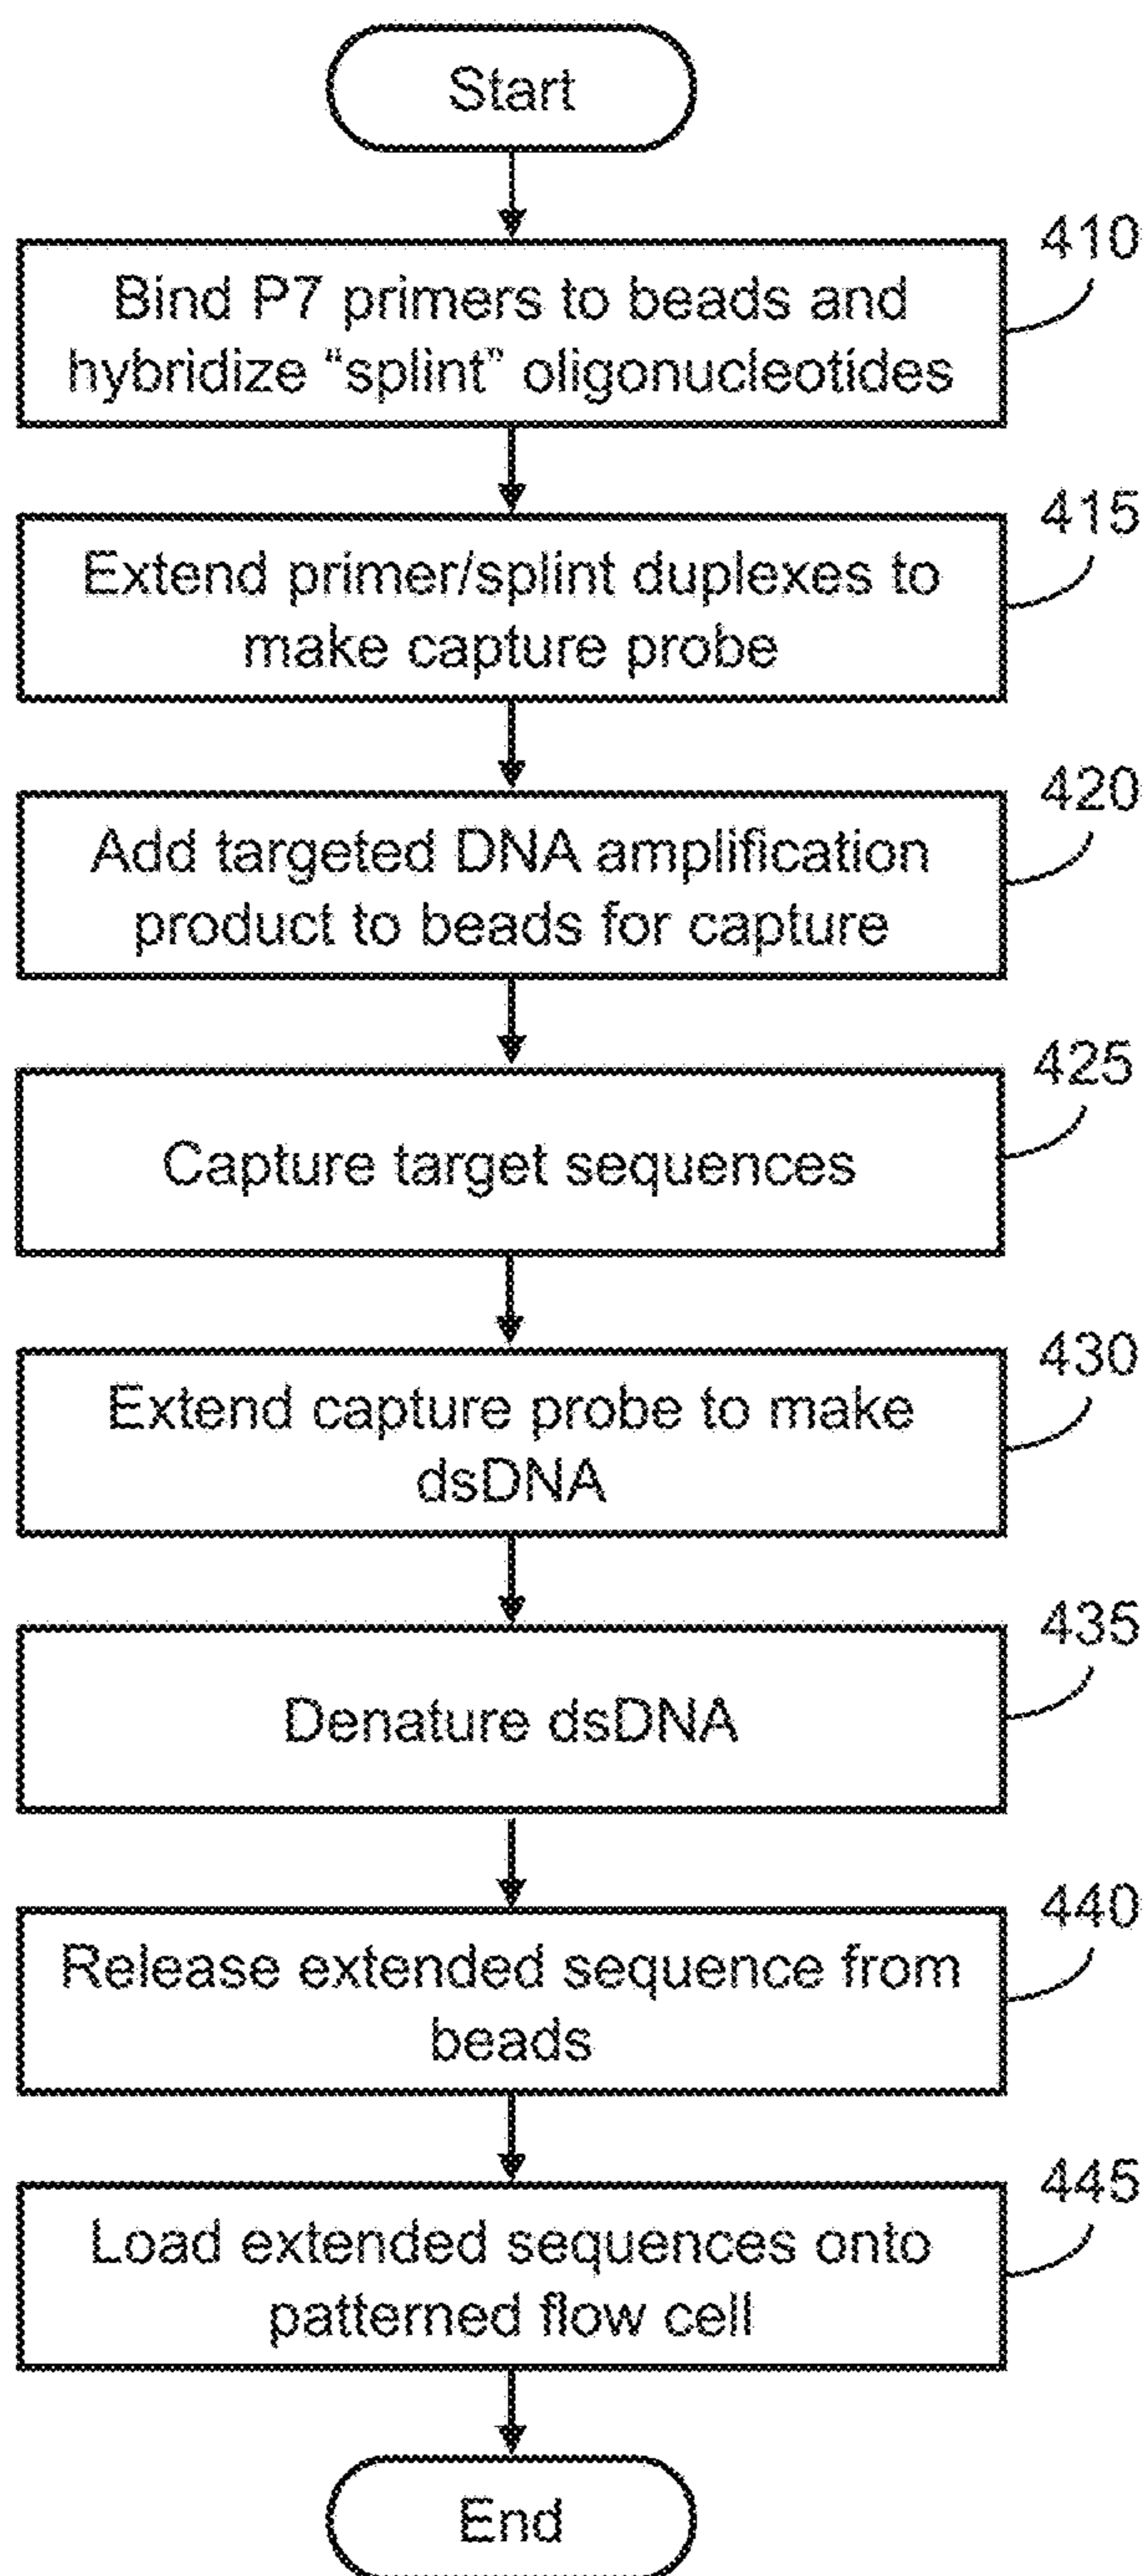 Start
410
Bind P7 primers to beads and
hybridize “splint” oligonucleotides
415
Extend primer/splint duplexes to
make capture probe
420
Add targeted DNA amplification
product to beads for capture
425
Capture target sequences
430
Extend capture probe to make
dsDNA
435
Denature dsDNA
440
Release extended sequence from
beads
445
Load extended sequences onto
patterned flow cell
End